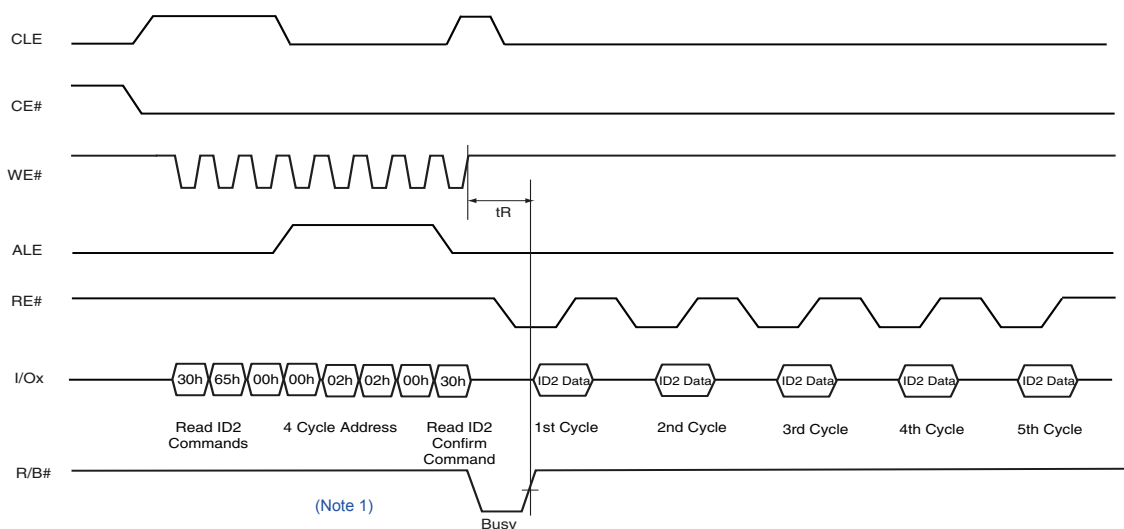 CLE
CE#
WE#
tR
ALE
RE#
I/Ox
30h 65h 00h 00h 02h 02h 00h 30h ID2 Data ID2 Data ID2 Data ID2 Data ID2 Data
Read ID2
Commands
4 Cycle Address
Read ID2
Confirm
Command
1st Cycle
2nd Cycle
3rd Cycle
4th Cycle
5th Cycle
R/B#
(Note 1)
Busy